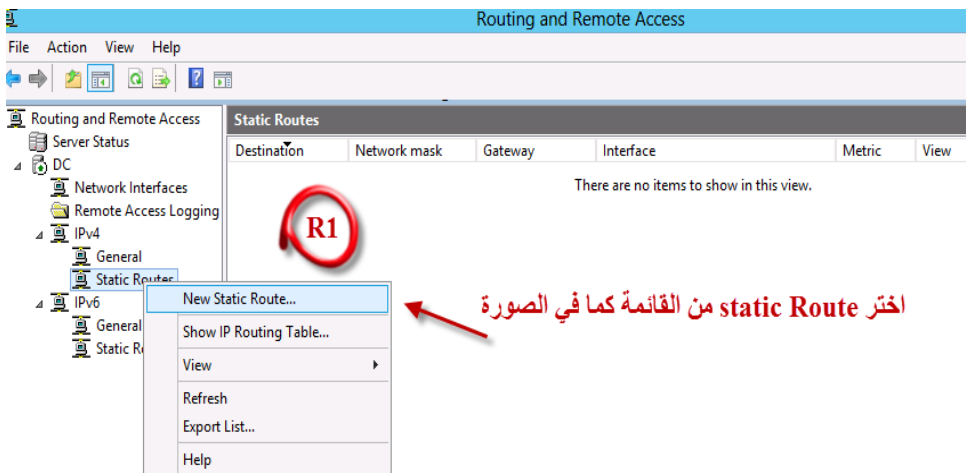 Routing and Remote Access
File Action View Help
Routing and Remote Access
Server Status
DC
Network Interfaces
Remote Access Logging
IPv4
General
Static Routes
IPv6
General
Static R
Static Routes
Destination Network mask Gateway Interface Metric View
There are no items to show in this view.
R1
New Static Route...
Show IP Routing Table...
View
Refresh
Export List...
Help
اختر static Route من القائمة كما في الصورة